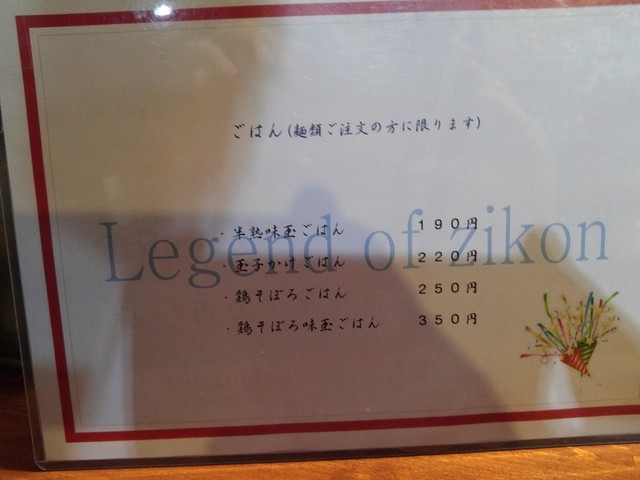 ごはん(麺類ご注文の方に限ります)
Legend of zikon
・半熟味玉ごはん 190円
・玉子かけごはん 220円
・鶏そぼろごはん 250円
・鶏そぼろ味玉ごはん 350円